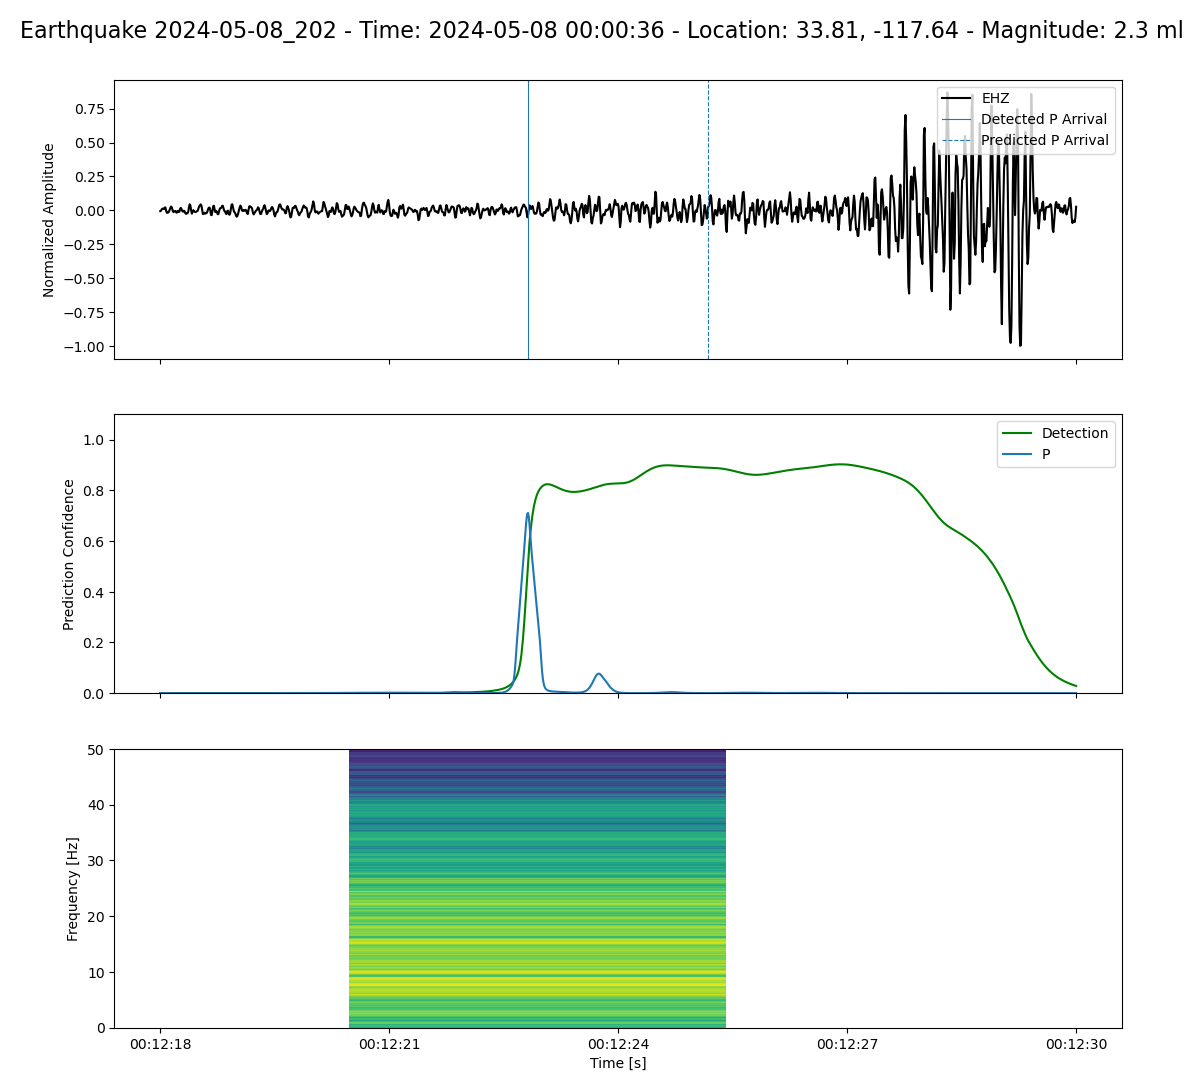 Earthquake 2024-05-08_202 - Time: 2024-05-08 00:00:36 - Location: 33.81, -117.64 - Magnitude: 2.3 ml
EHZ
Detected P Arrival
Predicted P Arrival
Normalized Amplitude
0.75
0.50
0.25
0.00
−0.25
−0.50
−0.75
−1.00
Detection
P
Prediction Confidence
1.0
0.8
0.6
0.4
0.2
0.0
Frequency [Hz]
50
40
30
20
10
0
00:12:18 00:12:21 00:12:24 00:12:27 00:12:30
Time [s]